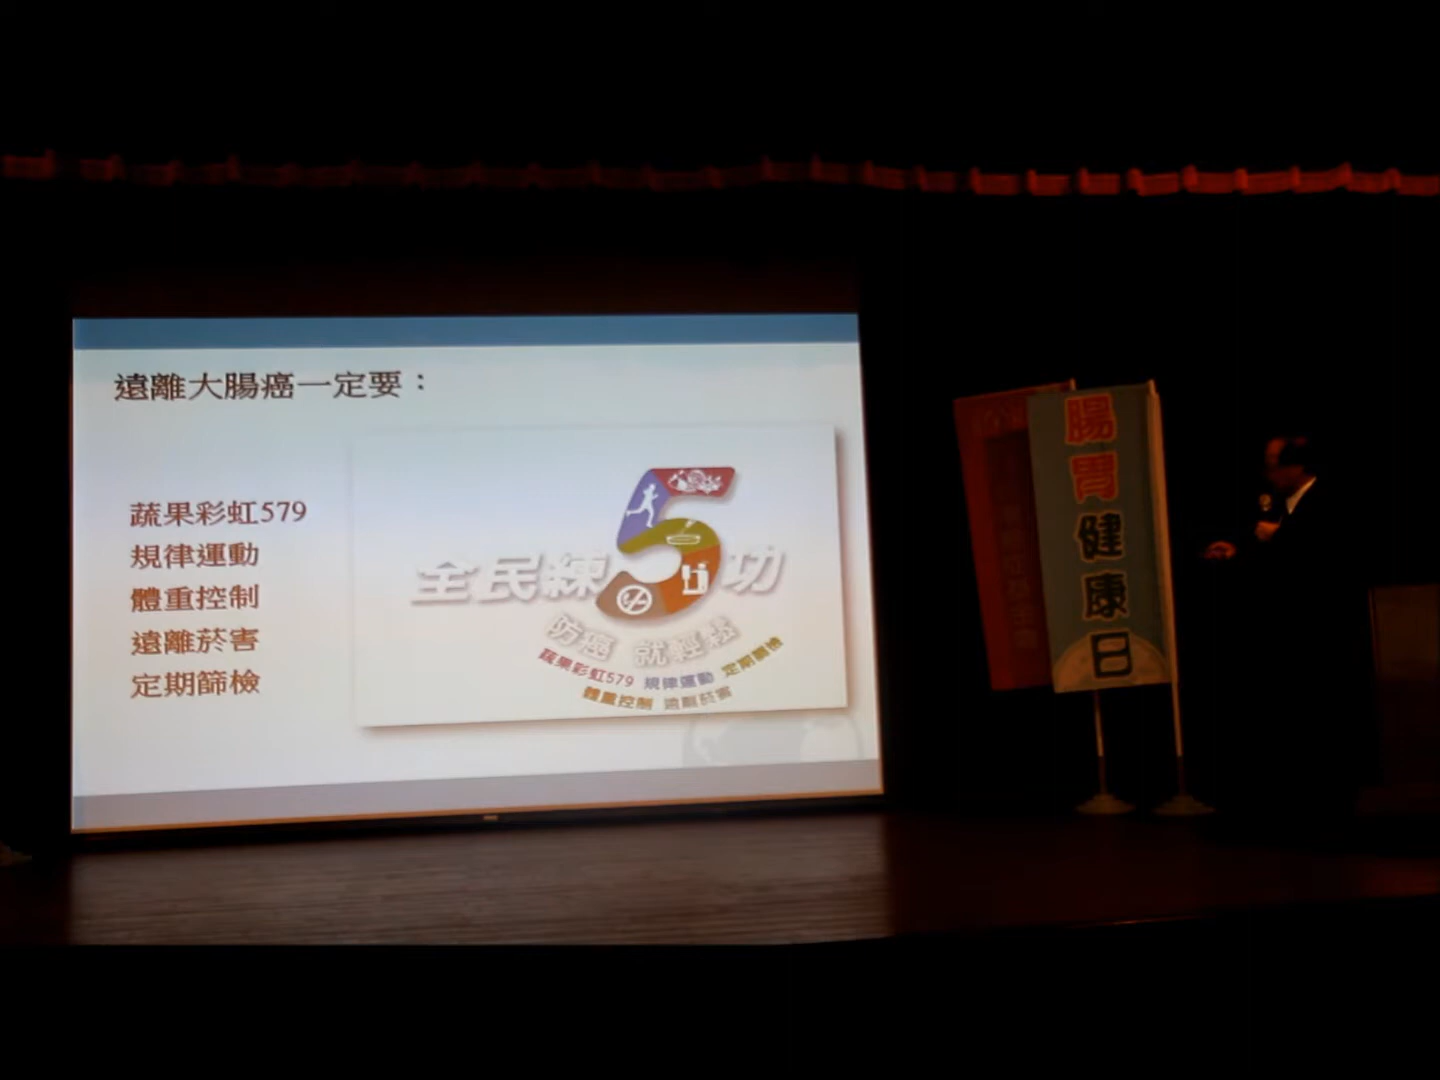 遠離大腸癌一定要：
蔬果彩虹579
規律運動
體重控制
遠離菸害
定期篩檢
全民練5功
防癌 就輕鬆
蔬果彩虹579 規律運動 定期篩檢
體重控制 遠離菸害
腸胃健康日